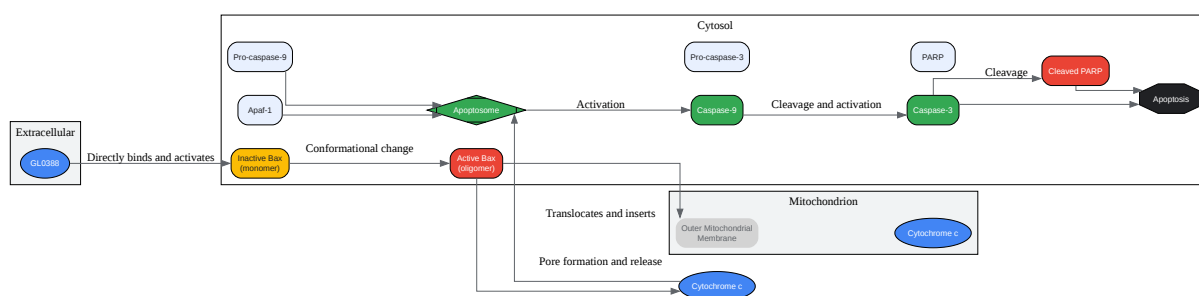 Cytosol
Pro-caspase-9
Pro-caspase-3
PARP
Cleavage
Cleaved PARP
Apaf-1
Apoptosome
Activation
Caspase-9
Cleavage and activation
Caspase-3
Apoptosis
Extracellular
GL0388
Directly binds and activates
Inactive Bax
(monomer)
Conformational change
Active Bax
(oligomer)
Mitochondrion
Translocates and inserts
Outer Mitochondrial
Membrane
Cytochrome c
Pore formation and release
Cytochrome c